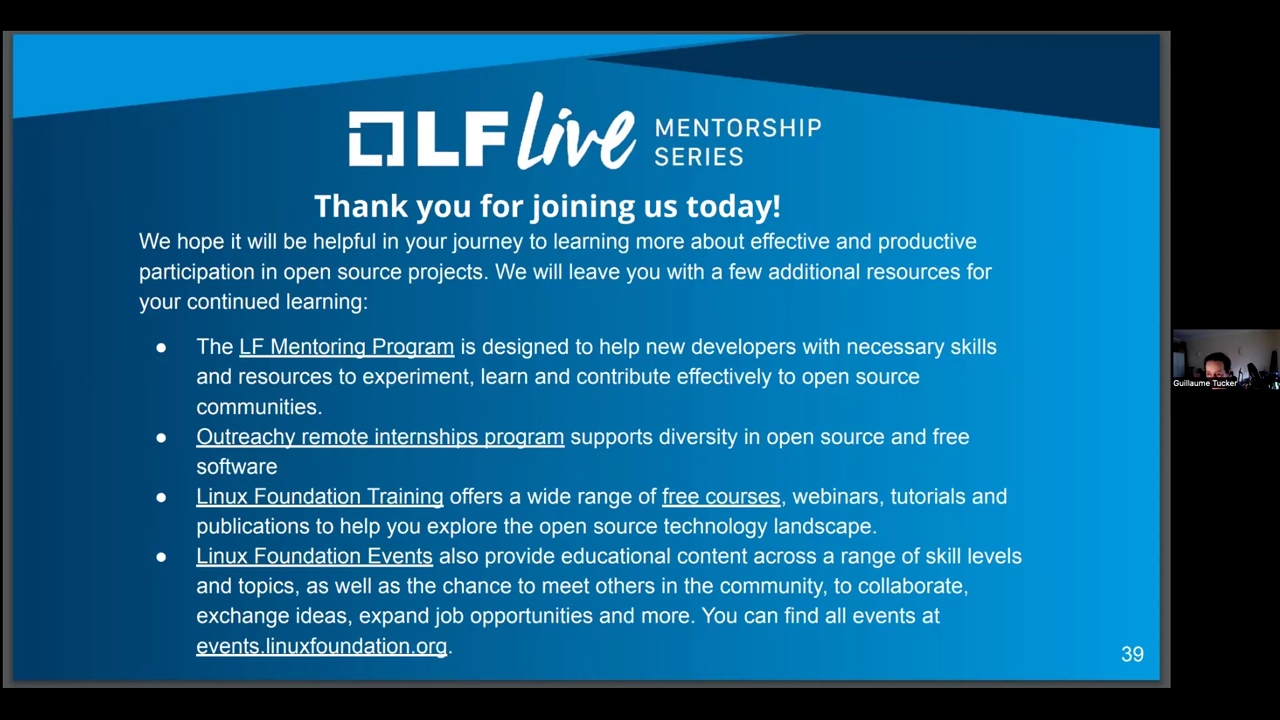 LF Live MENTORSHIP
SERIES
Thank you for joining us today!
We hope it will be helpful in your journey to learning more about effective and productive
participation in open source projects. We will leave you with a few additional resources for
your continued learning:
● The LF Mentoring Program is designed to help new developers with necessary skills
and resources to experiment, learn and contribute effectively to open source
communities.
● Outreachy remote internships program supports diversity in open source and free
software
● Linux Foundation Training offers a wide range of free courses, webinars, tutorials and
publications to help you explore the open source technology landscape.
● Linux Foundation Events also provide educational content across a range of skill levels
and topics, as well as the chance to meet others in the community, to collaborate,
exchange ideas, expand job opportunities and more. You can find all events at
events.linuxfoundation.org.
39
Guillaume Tucker